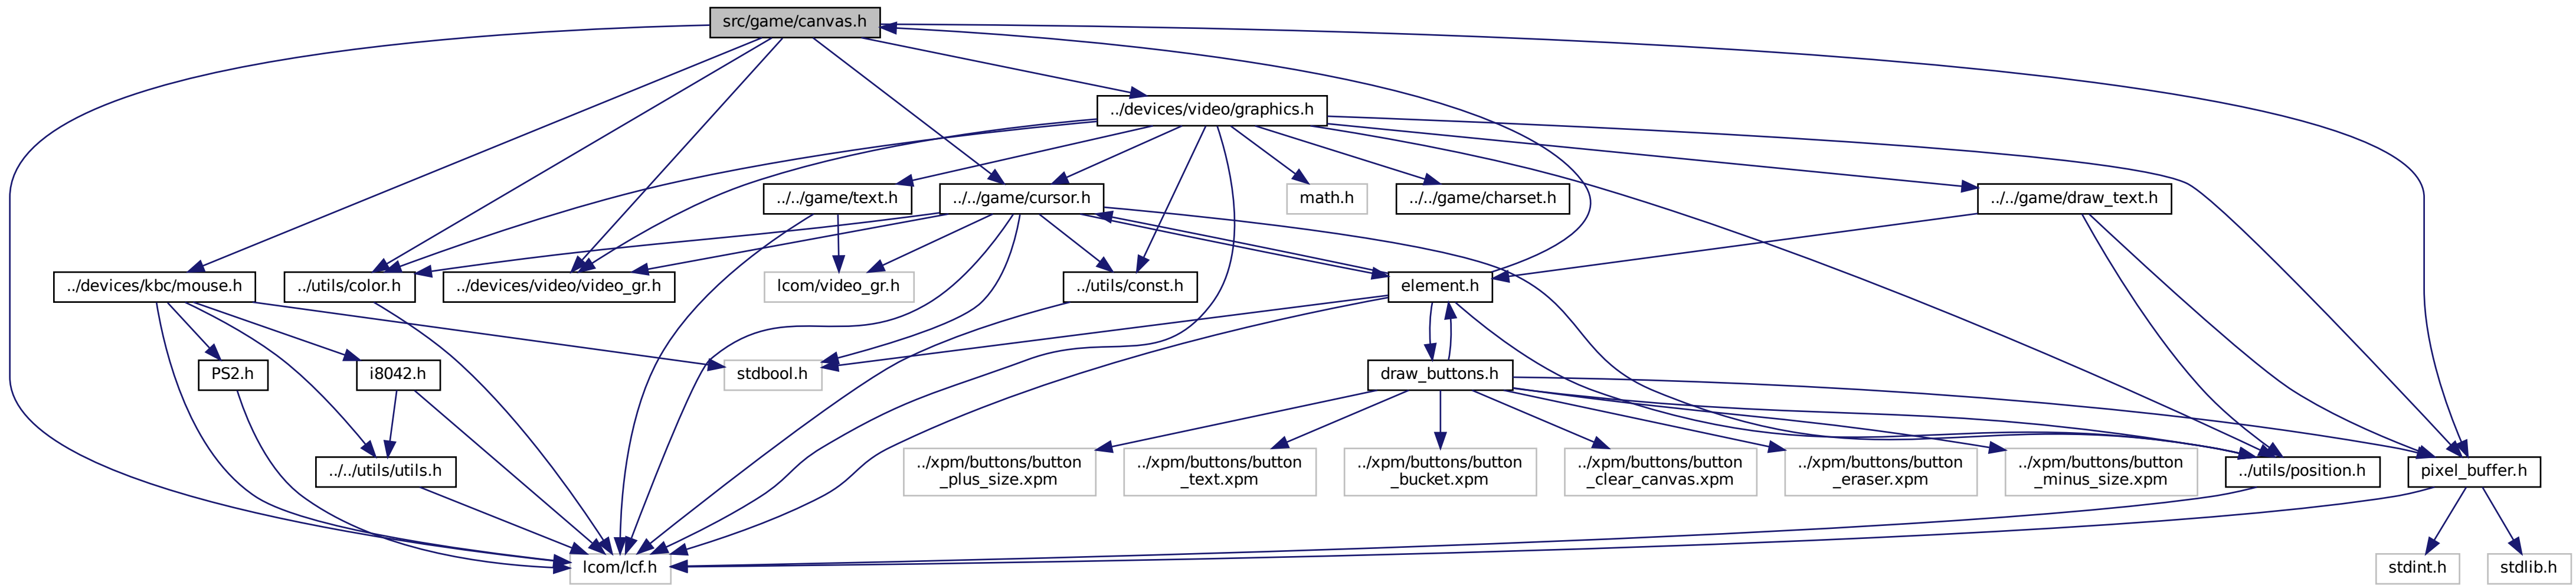 src/game/canvas.h
../devices/video/graphics.h
../../game/text.h
../../game/cursor.h
math.h
../../game/charset.h
../../game/draw_text.h
../devices/kbc/mouse.h
../utils/color.h
../devices/video/video_gr.h
lcom/video_gr.h
../utils/const.h
element.h
PS2.h
i8042.h
stdbool.h
draw_buttons.h
../../utils/utils.h
../xpm/buttons/button
_plus_size.xpm
../xpm/buttons/button
_text.xpm
../xpm/buttons/button
_bucket.xpm
../xpm/buttons/button
_clear_canvas.xpm
../xpm/buttons/button
_eraser.xpm
../xpm/buttons/button
_minus_size.xpm
../utils/position.h
pixel_buffer.h
lcom/lcf.h
stdint.h
stdlib.h